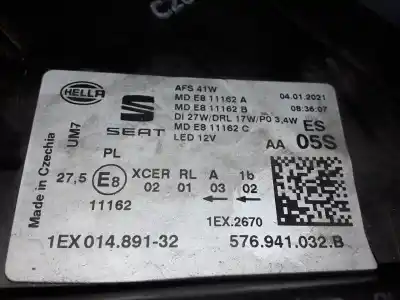 HELLA
SEAT
Made in Czechia
UM7
AFS 41W
MD E8 11162 A
MD E8 11162 B
DI 27W/DRL 17W/PO 3,4W
MD E8 11162 C
LED 12V
04.01.2021
08:36:07
ES
AA 05S
PL
27,5 E8 XCER RL A 1b
02 01 03 02
11162
1EX.2670
1EX 014.891-32
576.941.032.B